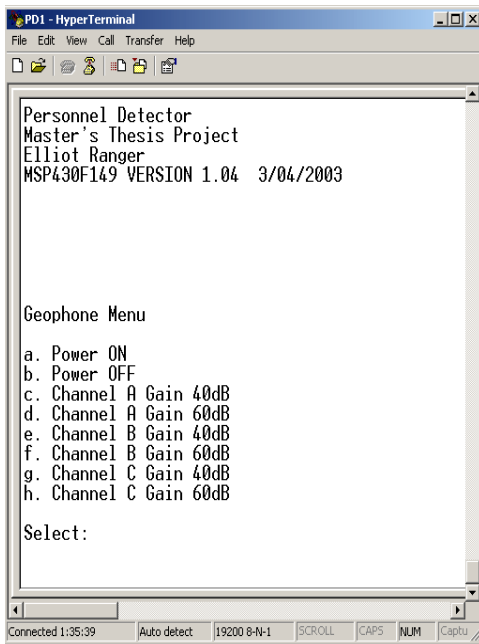 PD1 - HyperTerminal
File Edit View Call Transfer Help
Personnel Detector
Master's Thesis Project
Elliot Ranger
MSP430F149 VERSION 1.04 3/04/2003
Geophone Menu
a. Power ON
b. Power OFF
c. Channel A Gain 40dB
d. Channel A Gain 60dB
e. Channel B Gain 40dB
f. Channel B Gain 60dB
g. Channel C Gain 40dB
h. Channel C Gain 60dB
Select:
Connected 1:35:39 Auto detect 19200 8-N-1 SCROLL CAPS NUM Captu